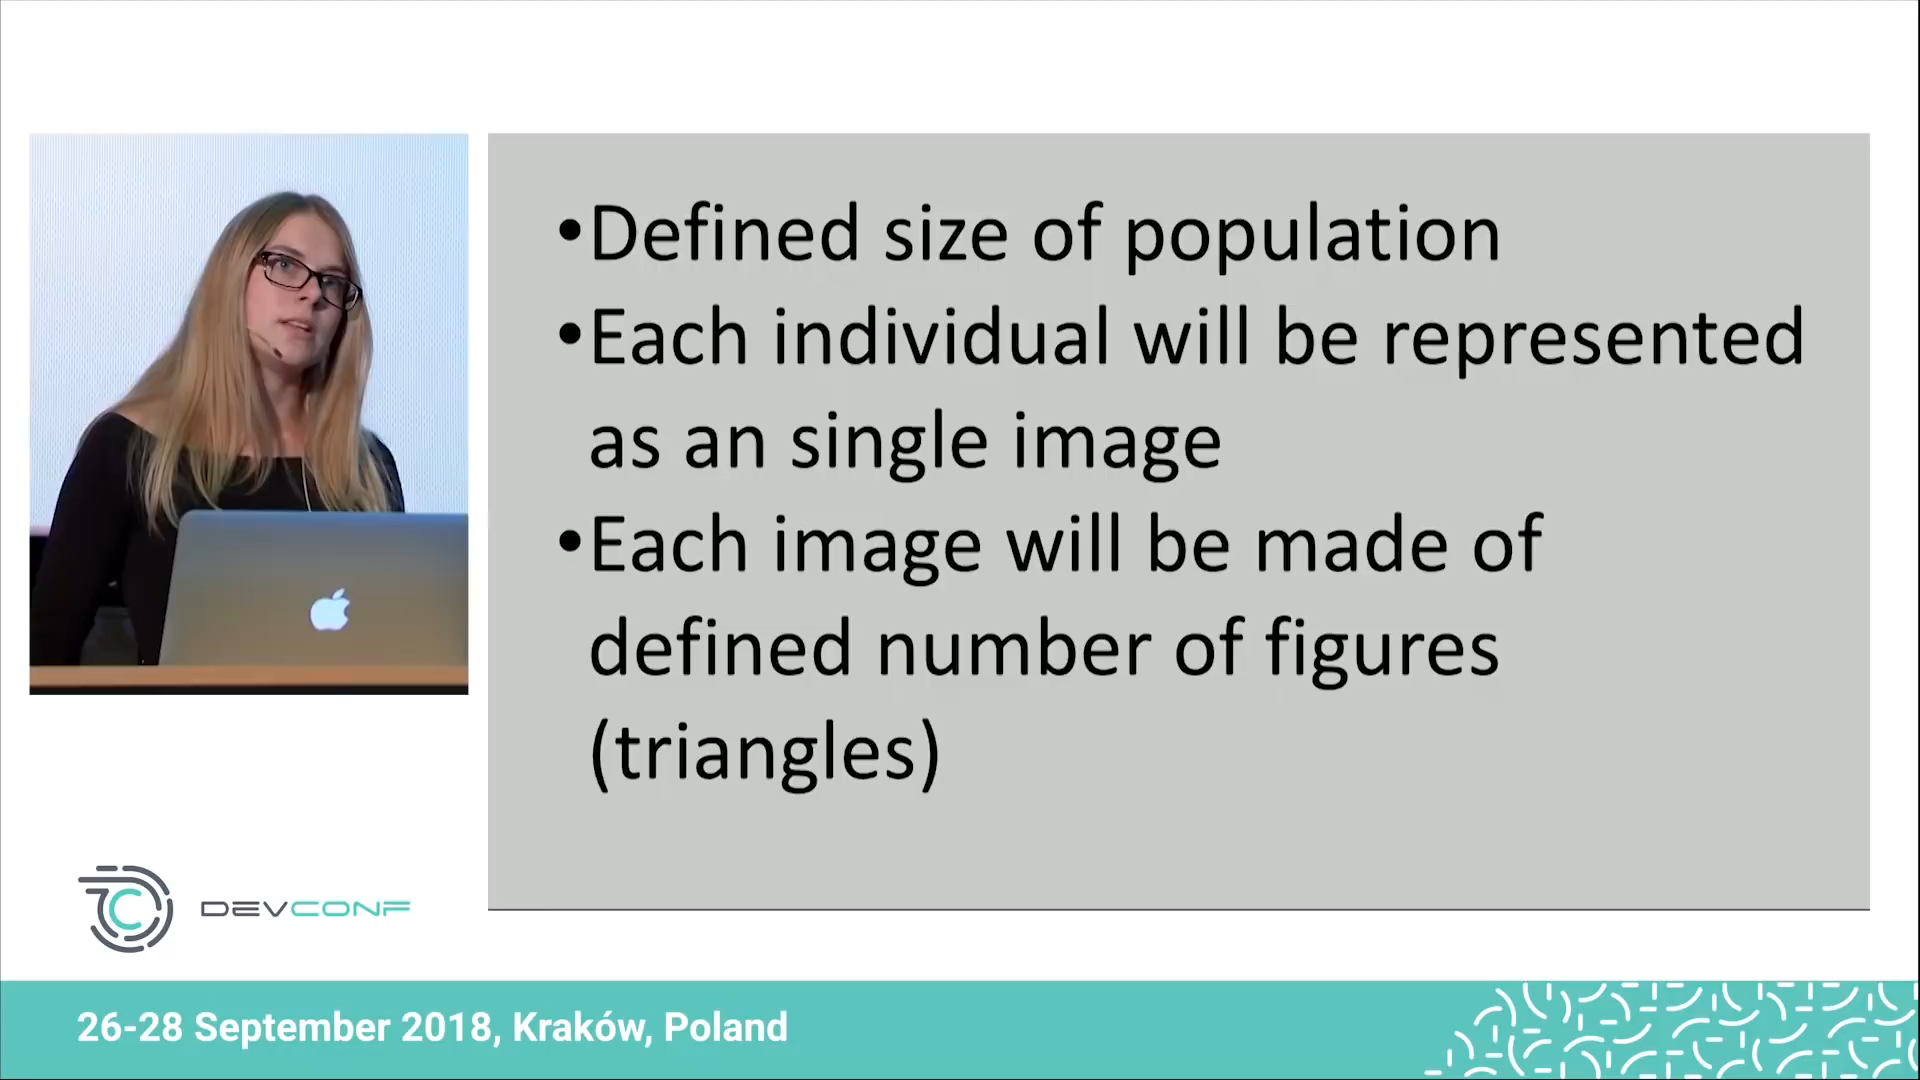 •Defined size of population
•Each individual will be represented
as an single image
•Each image will be made of
defined number of figures
(triangles)
DEVCONF
26-28 September 2018, Kraków, Poland